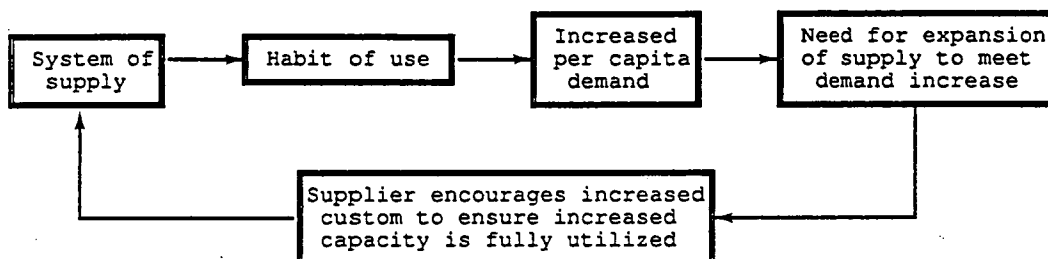 System of
supply
Habit of use
Increased
per capita
demand
Need for expansion
of supply to meet
demand increase
Supplier encourages increased
custom to ensure increased
capacity is fully utilized